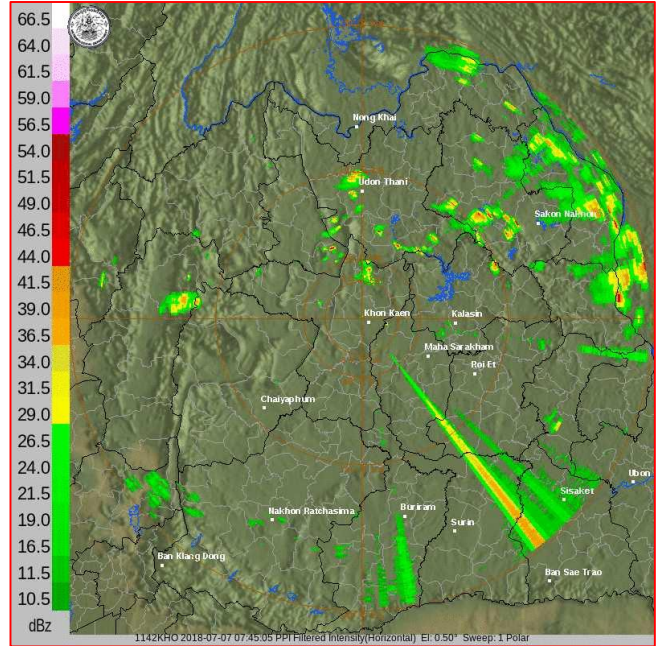 66.5
64.0
61.5
59.0
56.5
54.0
51.5
49.0
46.5
44.0
41.5
39.0
36.5
34.0
31.5
29.0
26.5
24.0
21.5
19.0
16.5
11.5
10.5
dBz
Nong Khai
Udon Thani
Sakon Nakhon
Khon Kaen
Kalasin
Maha Sarakham
Roi Et
Chaiyaphum
Ubon
Sisaket
Buriram
Nakhon Ratchasima
Surin
Ban Klang Dong
Ban Sae Trao
1142KHO 2018-07-07 07:45:05 PPI Filtered Intensity(Horizontal) El: 0.50° Sweep: 1 Polar